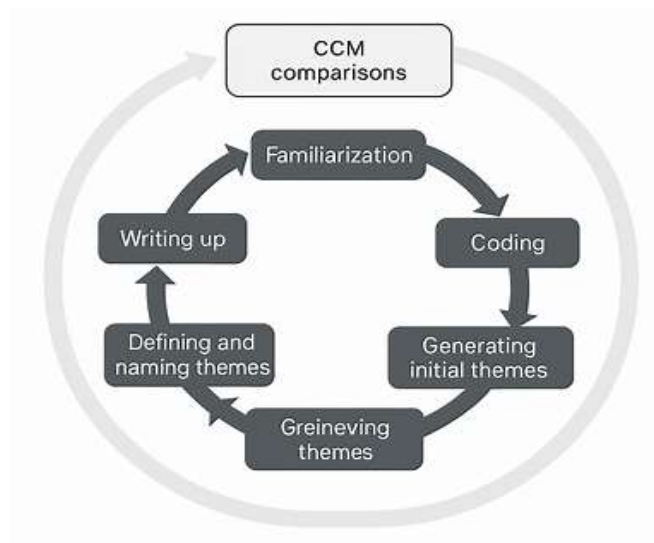 CCM
comparisons
Familiarization
Coding
Generating
initial themes
Greineving
themes
Defining and
naming themes
Writing up